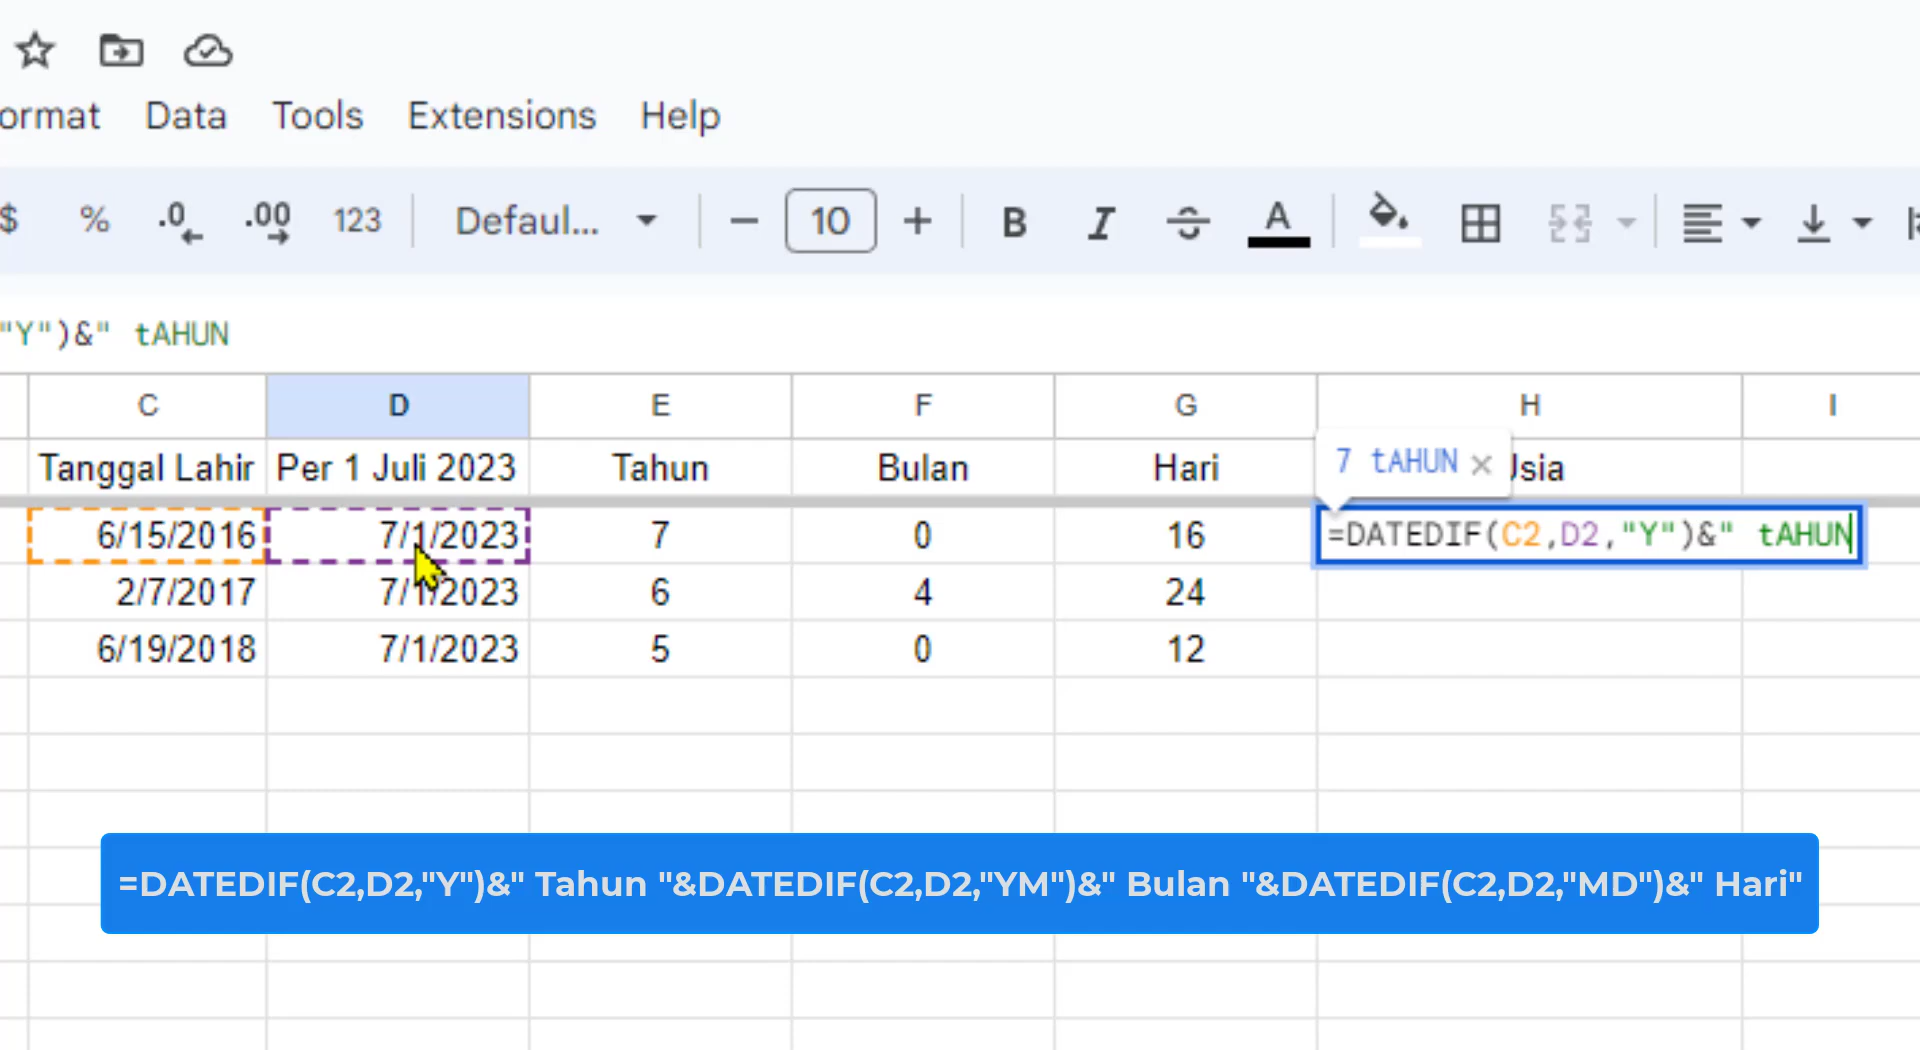 ormat Data Tools Extensions Help
$ % .0 .00 123 Defaul... − 10 + B I S A
"Y")&" tAHUN
C D E F G H I
Tanggal Lahir Per 1 Juli 2023 Tahun Bulan Hari 7 tAHUN × Jsia
6/15/2016 7/1/2023 7 0 16 =DATEDIF(C2,D2,"Y")&" tAHUN
2/7/2017 7/1/2023 6 4 24
6/19/2018 7/1/2023 5 0 12
=DATEDIF(C2,D2,"Y")&" Tahun "&DATEDIF(C2,D2,"YM")&" Bulan "&DATEDIF(C2,D2,"MD")&" Hari"